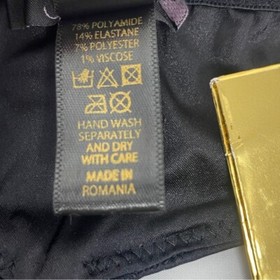 78% POLYAMIDE
14% ELASTANE
7% POLYESTER
1% VISCOSE
HAND WASH
SEPARATELY
AND DRY
WITH CARE
MADE IN
ROMANIA